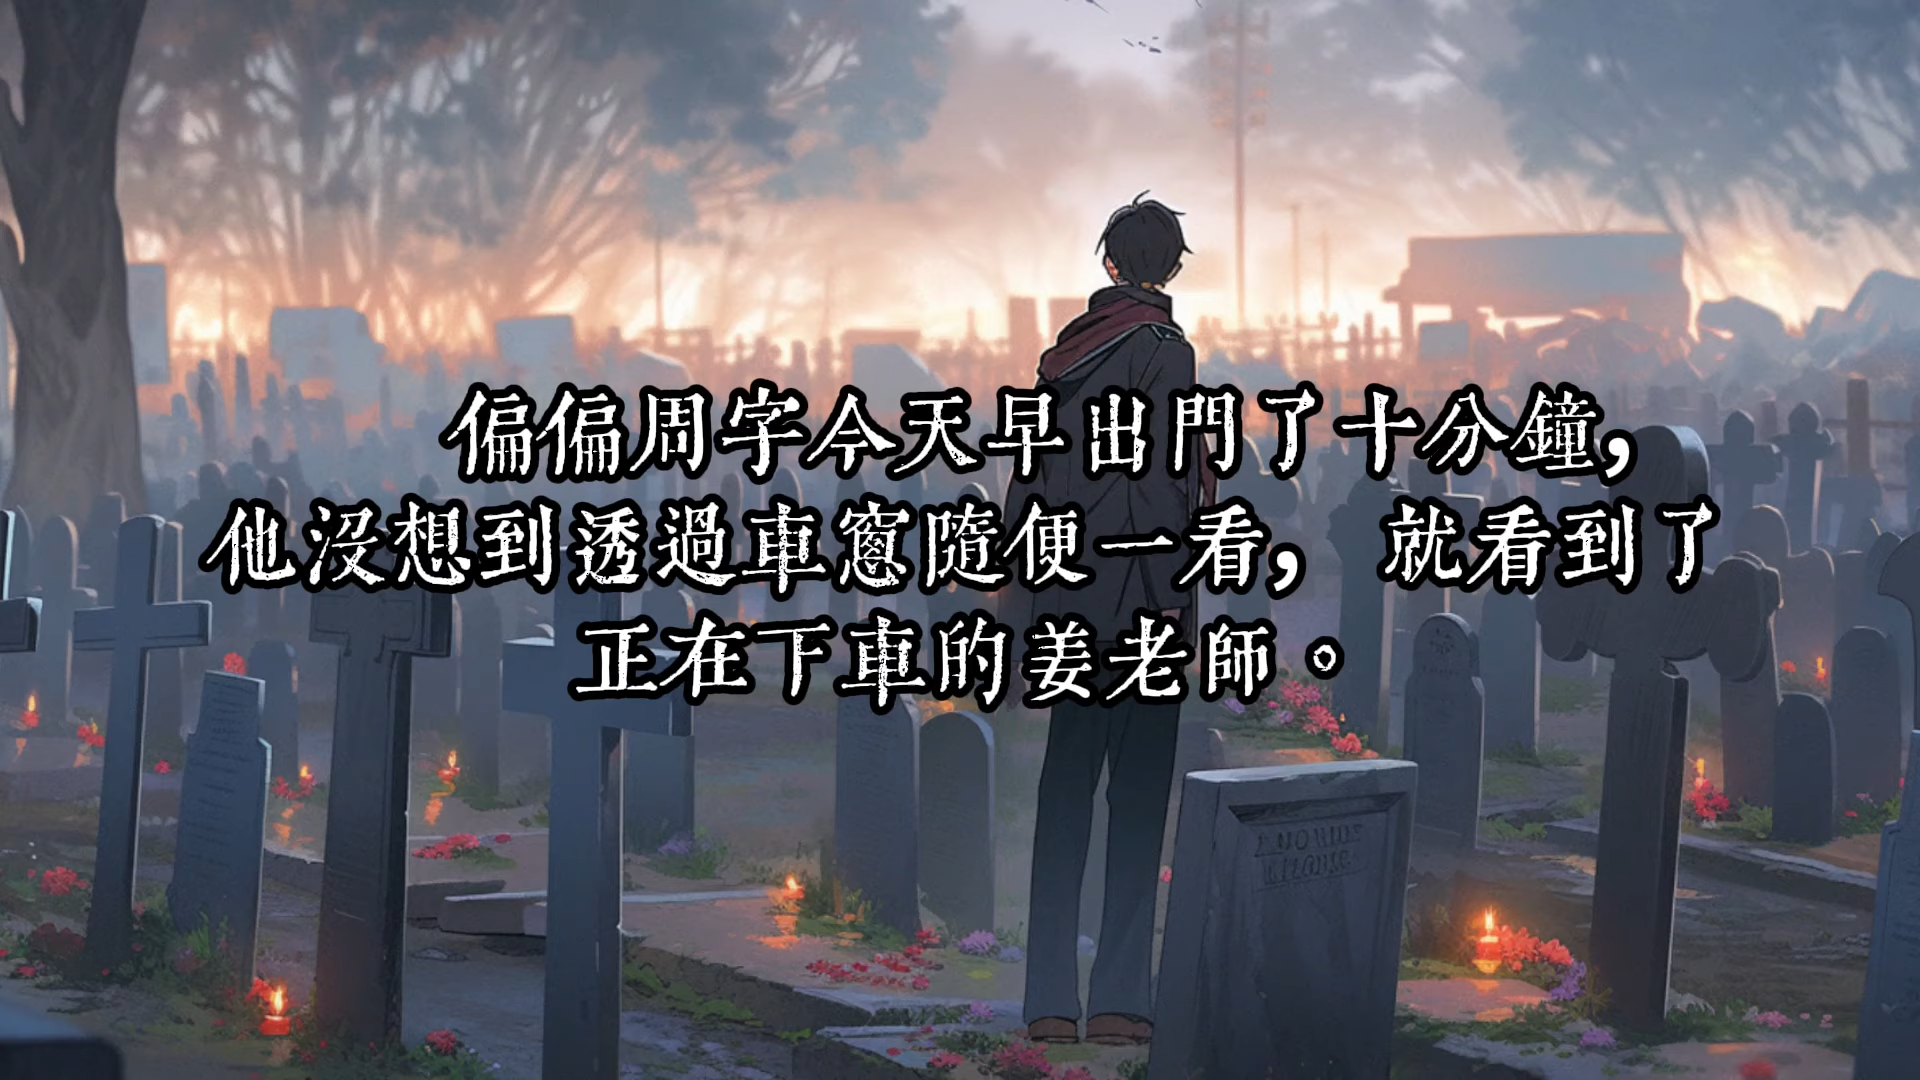 偏偏周字今天早出門了十分鐘,
他沒想到透過車窗隨便一看, 就看到了
正在下車的姜老師。